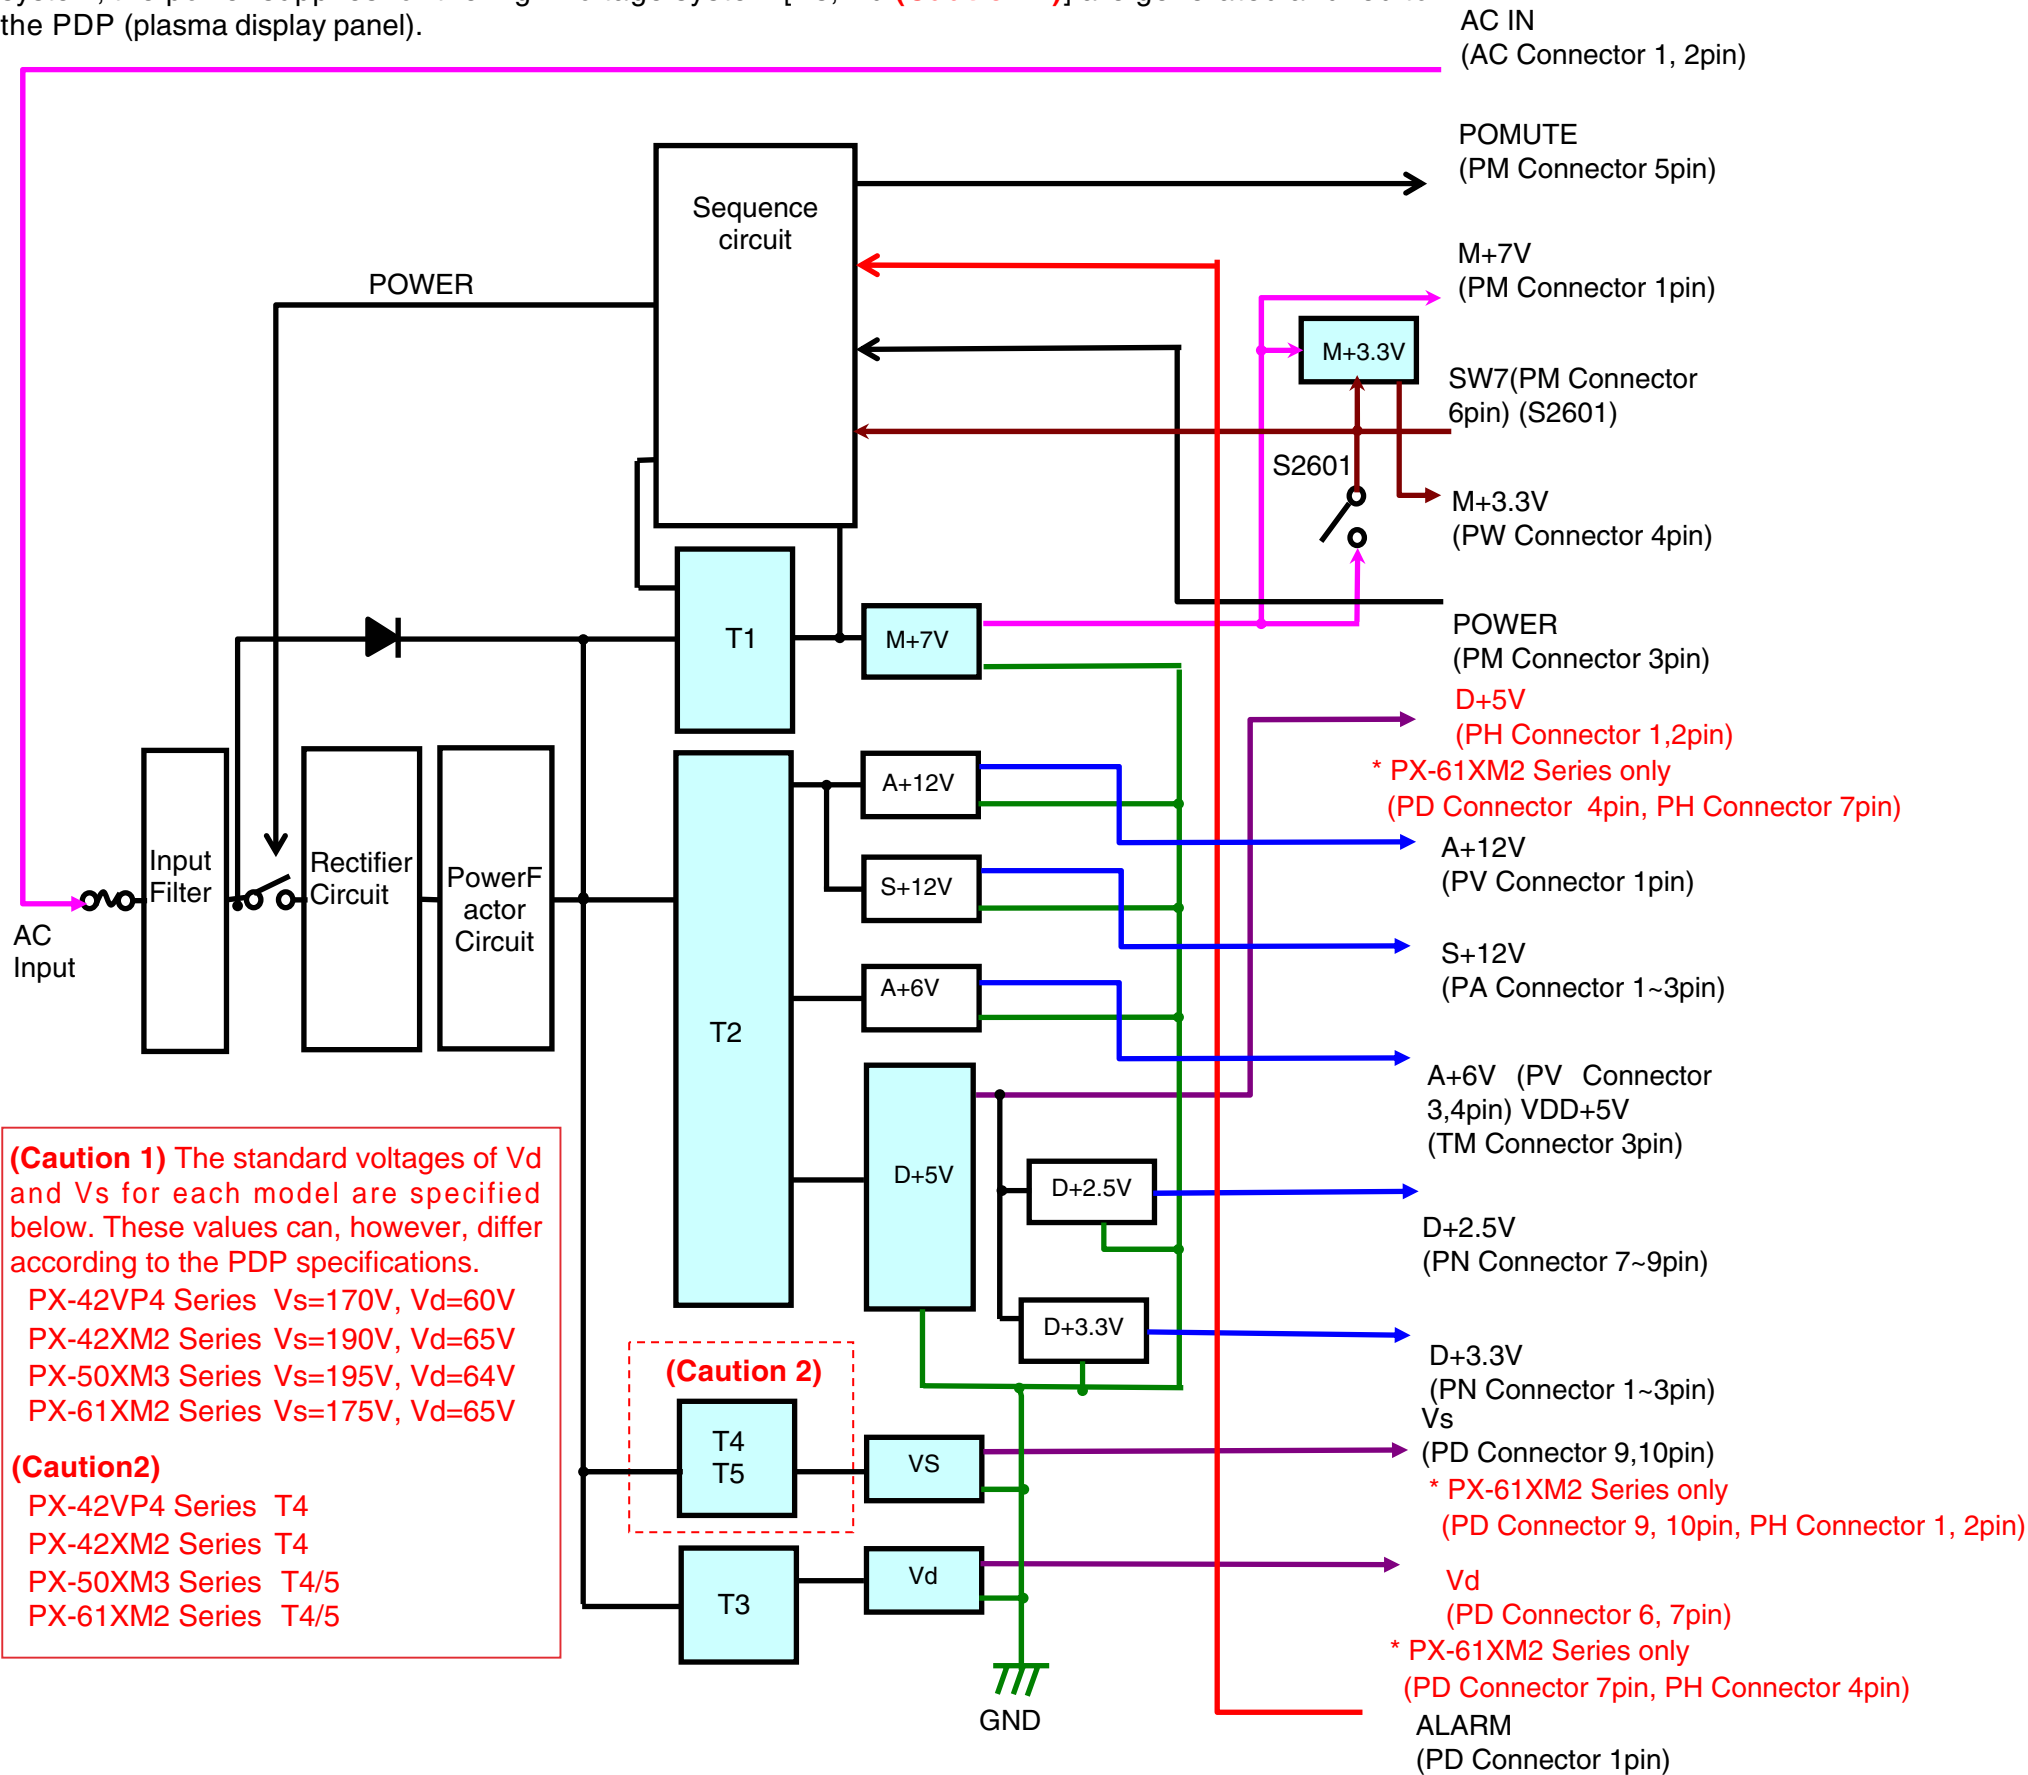 the PDP (plasma display panel).
AC IN
(AC Connector 1, 2pin)
POMUTE
(PM Connector 5pin)
Sequence
circuit
M+7V
(PM Connector 1pin)
POWER
M+3.3V
SW7(PM Connector
6pin) (S2601)
S2601
M+3.3V
(PW Connector 4pin)
T1
M+7V
POWER
(PM Connector 3pin)
D+5V
(PH Connector 1,2pin)
* PX-61XM2 Series only
(PD Connector 4pin, PH Connector 7pin)
A+12V
A+12V
(PV Connector 1pin)
Input
Filter
Rectifier
Circuit
PowerF
actor
Circuit
S+12V
AC
Input
S+12V
(PA Connector 1~3pin)
A+6V
T2
A+6V (PV Connector
3,4pin) VDD+5V
(TM Connector 3pin)
D+5V
D+2.5V
D+2.5V
(PN Connector 7~9pin)
D+3.3V
D+3.3V
(PN Connector 1~3pin)
(Caution 1) The standard voltages of Vd
and Vs for each model are specified
below. These values can, however, differ
according to the PDP specifications.
PX-42VP4 Series Vs=170V, Vd=60V
PX-42XM2 Series Vs=190V, Vd=65V
PX-50XM3 Series Vs=195V, Vd=64V
PX-61XM2 Series Vs=175V, Vd=65V
(Caution2)
PX-42VP4 Series T4
PX-42XM2 Series T4
PX-50XM3 Series T4/5
PX-61XM2 Series T4/5
(Caution 2)
T4
T5
VS
Vs
(PD Connector 9,10pin)
* PX-61XM2 Series only
(PD Connector 9, 10pin, PH Connector 1, 2pin)
T3
Vd
Vd
(PD Connector 6, 7pin)
* PX-61XM2 Series only
(PD Connector 7pin, PH Connector 4pin)
GND
ALARM
(PD Connector 1pin)